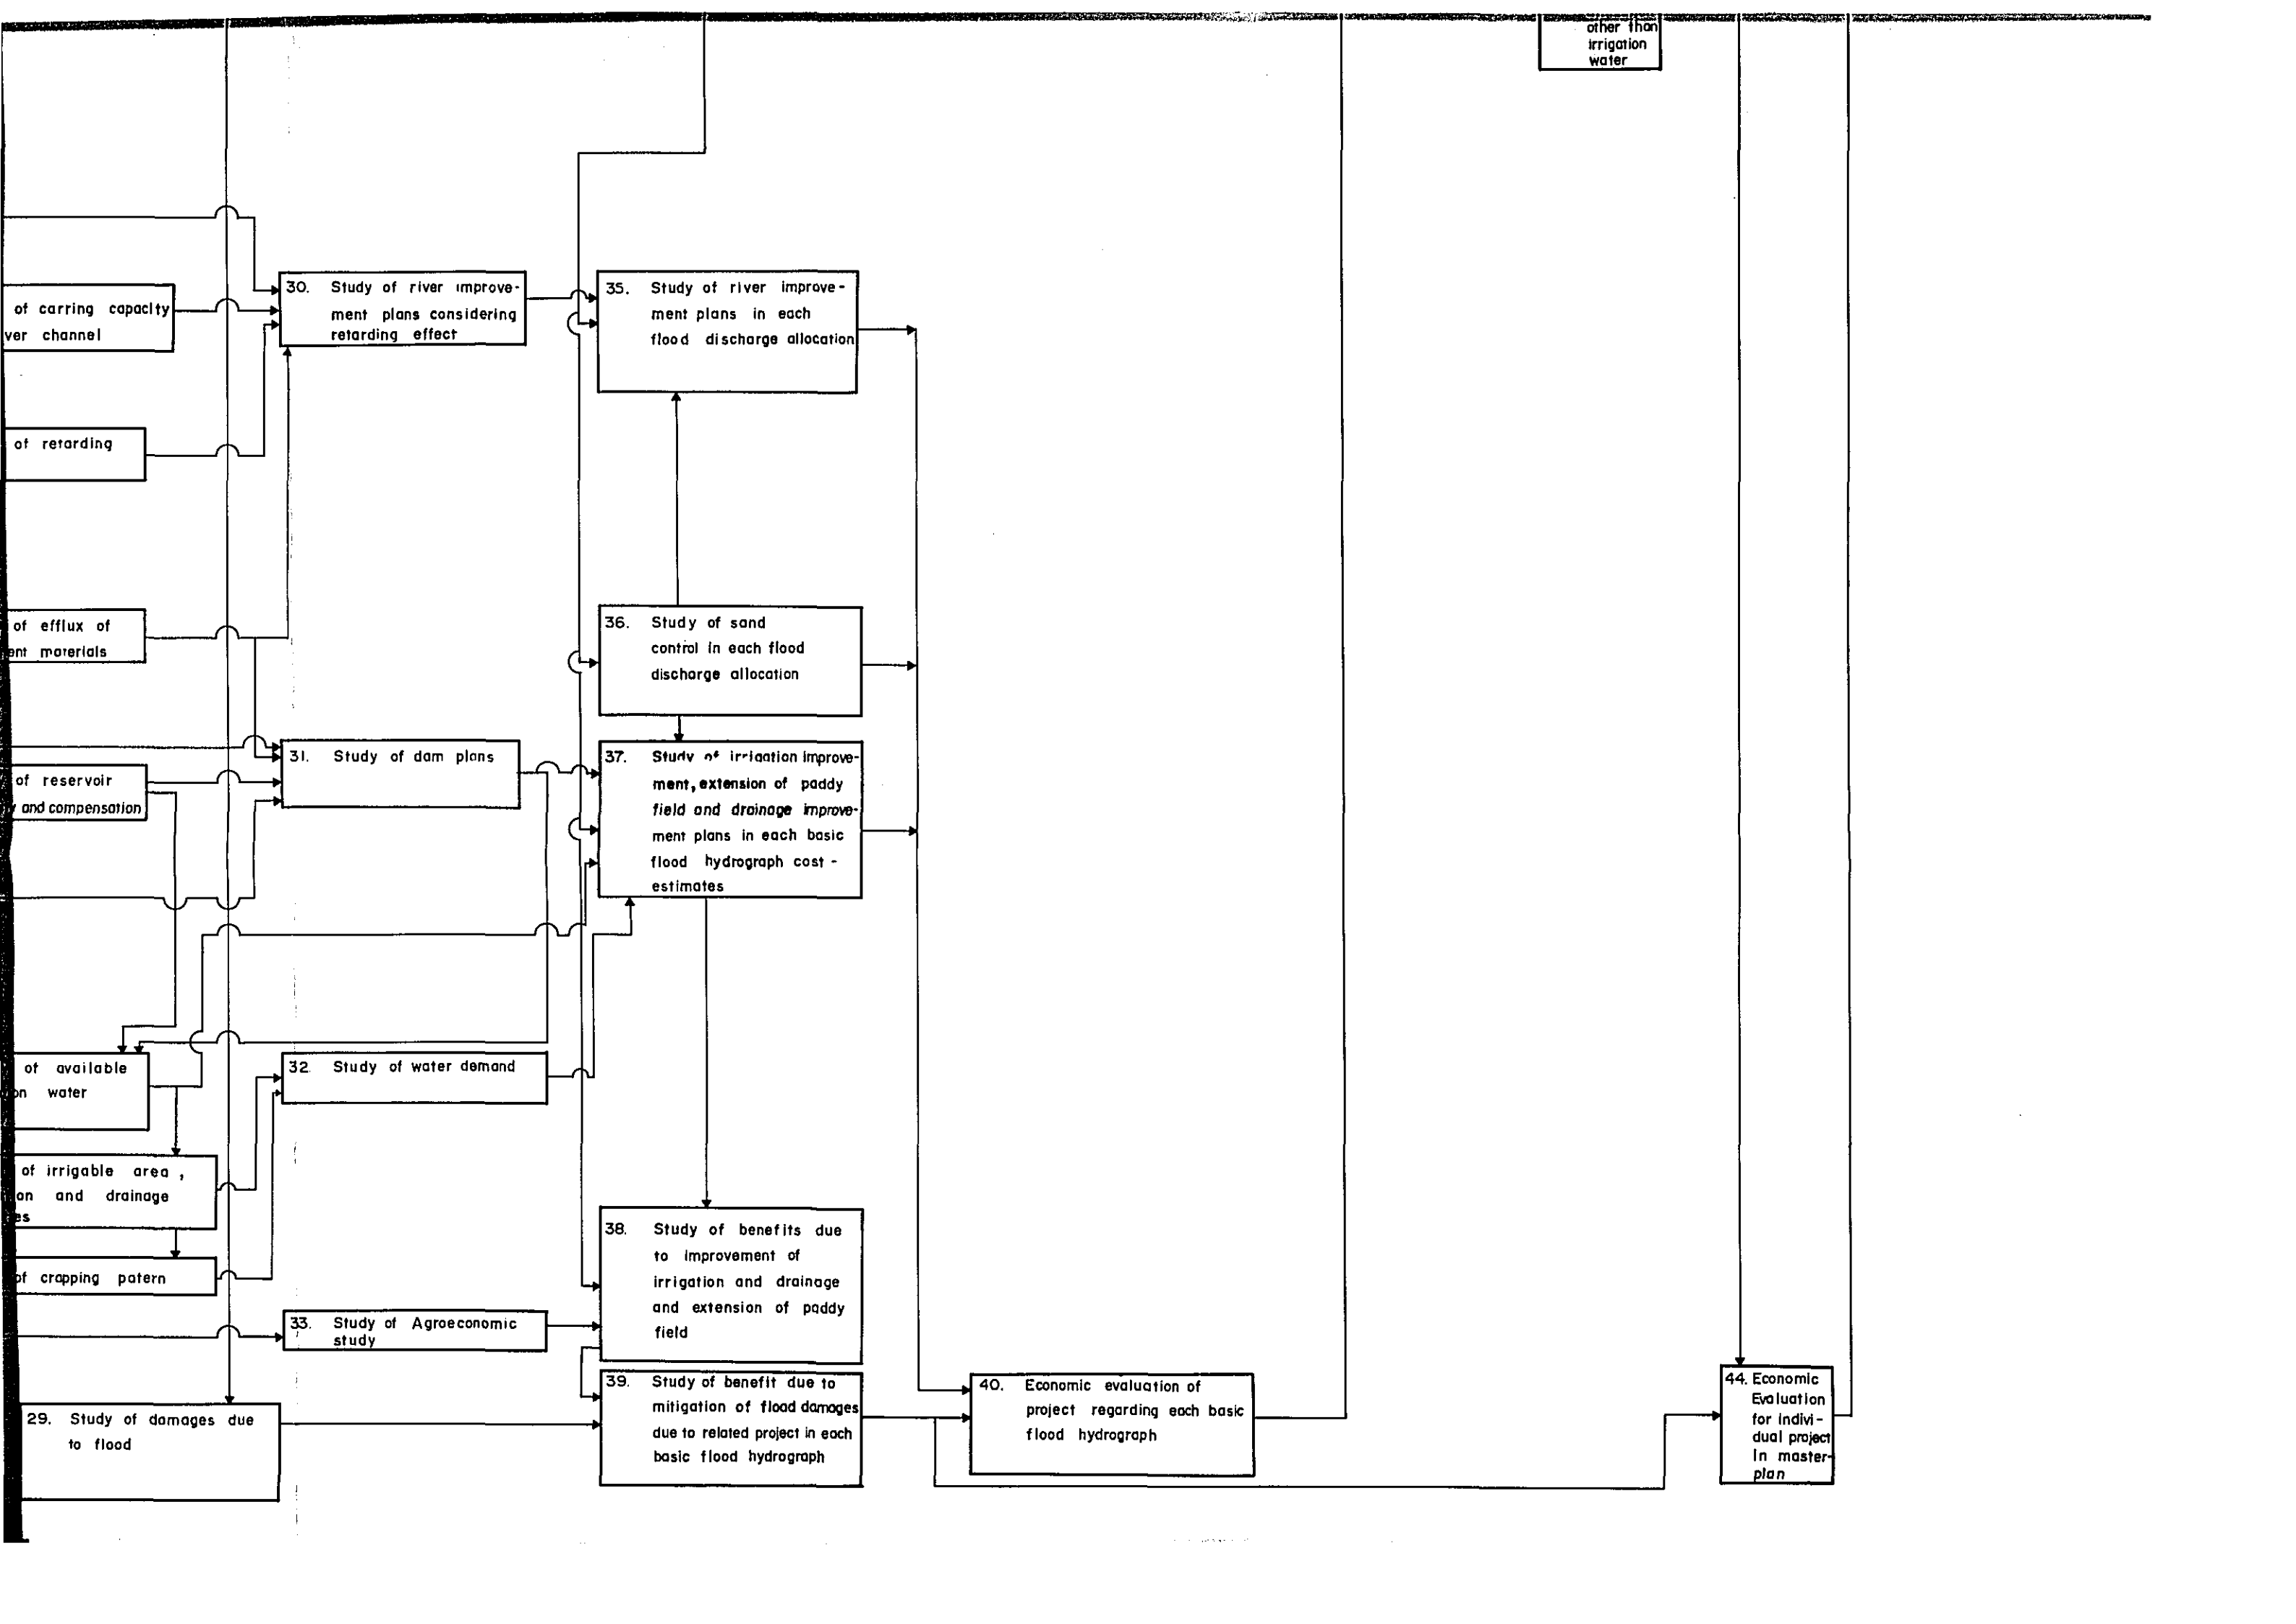 other than
irrigation
water
of carring capacity
ver channel
of retarding
of efflux of
ent materials
of reservoir
and compensation
of available
on water
of irrigable area ,
on and drainage
es
of cropping patern
29. Study of damages due
to flood
30. Study of river improve-
ment plans considering
retarding effect
31. Study of dam plans
32. Study of water demand
33. Study of Agroeconomic
study
35. Study of river improve-
ment plans in each
flood discharge allocation
36. Study of sand
control in each flood
discharge allocation
37. Study of irrigation improve-
ment, extension of paddy
field and drainage improve-
ment plans in each basic
flood hydrograph cost-
estimates
38. Study of benefits due
to improvement of
irrigation and drainage
and extension of paddy
field
39. Study of benefit due to
mitigation of flood damages
due to related project in each
basic flood hydrograph
40. Economic evaluation of
project regarding each basic
flood hydrograph
44. Economic
Evaluation
for indivi-
dual project
in master-
plan